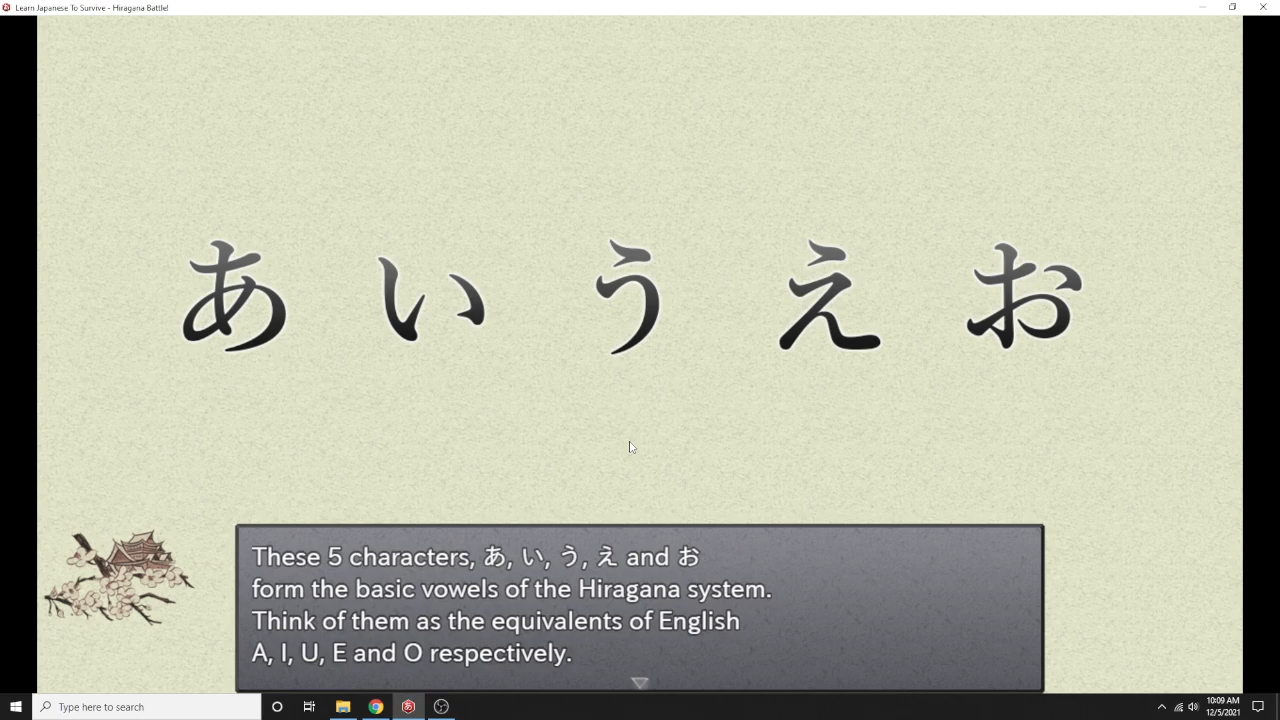 Learn Japanese To Survive - Hiragana Battle!
あ い う え お
These 5 characters, あ, い, う, え and お
form the basic vowels of the Hiragana system.
Think of them as the equivalents of English
A, I, U, E and O respectively.
Type here to search
10:09 AM
12/5/2021